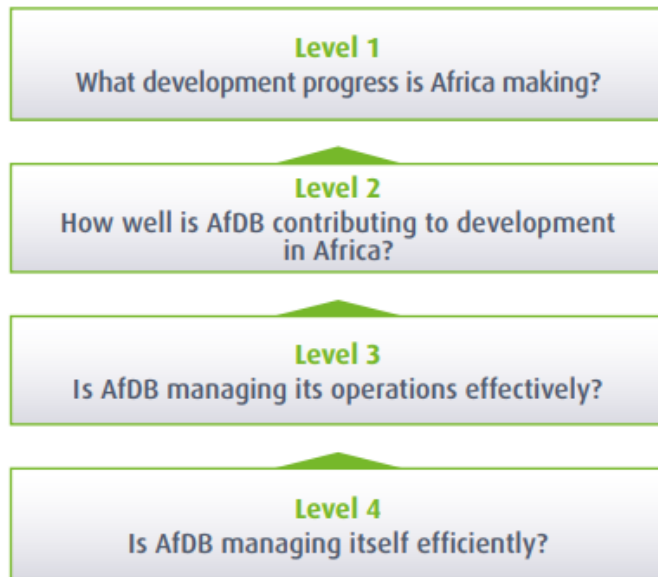 Level 1
What development progress is Africa making?
Level 2
How well is AfDB contributing to development
in Africa?
Level 3
Is AfDB managing its operations effectively?
Level 4
Is AfDB managing itself efficiently?